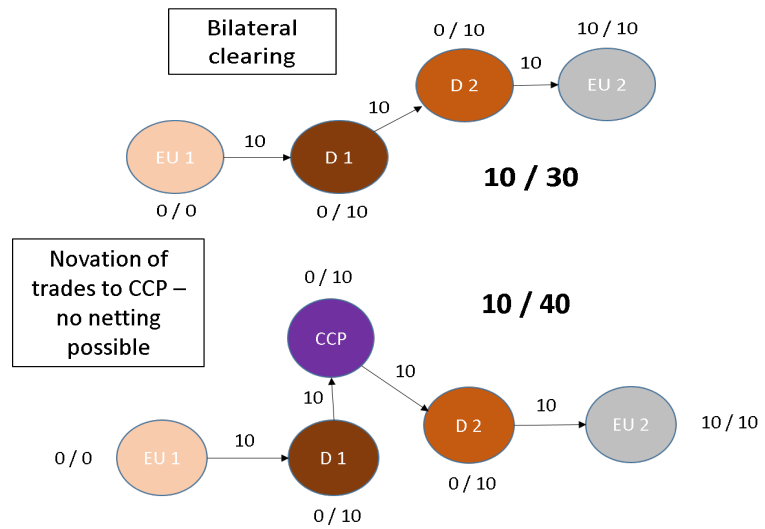 Bilateral
clearing
0 / 10
10 / 10
D 2
EU 2
10
10
EU 1
10
D 1
0 / 0
0 / 10
10 / 30
Novation of
trades to CCP –
no netting
possible
0 / 10
10 / 40
CCP
10
10
D 2
10
EU 2
10 / 10
0 / 0
EU 1
10
D 1
0 / 10
0 / 10